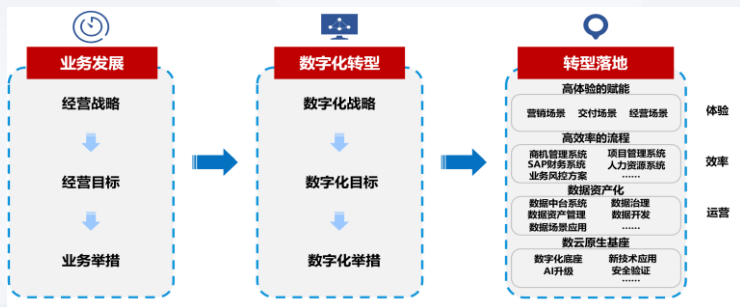 业务发展
经营战略
经营目标
业务举措
数字化转型
数字化战略
数字化目标
数字化举措
转型落地
高体验的赋能
营销场景 交付场景 经营场景
体验
高效率的流程
商机管理系统 项目管理系统
SAP财务系统 人力资源系统
业务风控方案 ……
效率
数据资产化
数据中台系统 数据治理
数据资产管理 数据开发
数据场景应用 ……
运营
数云原生基座
数字化底座 新技术应用
AI升级 安全验证
……